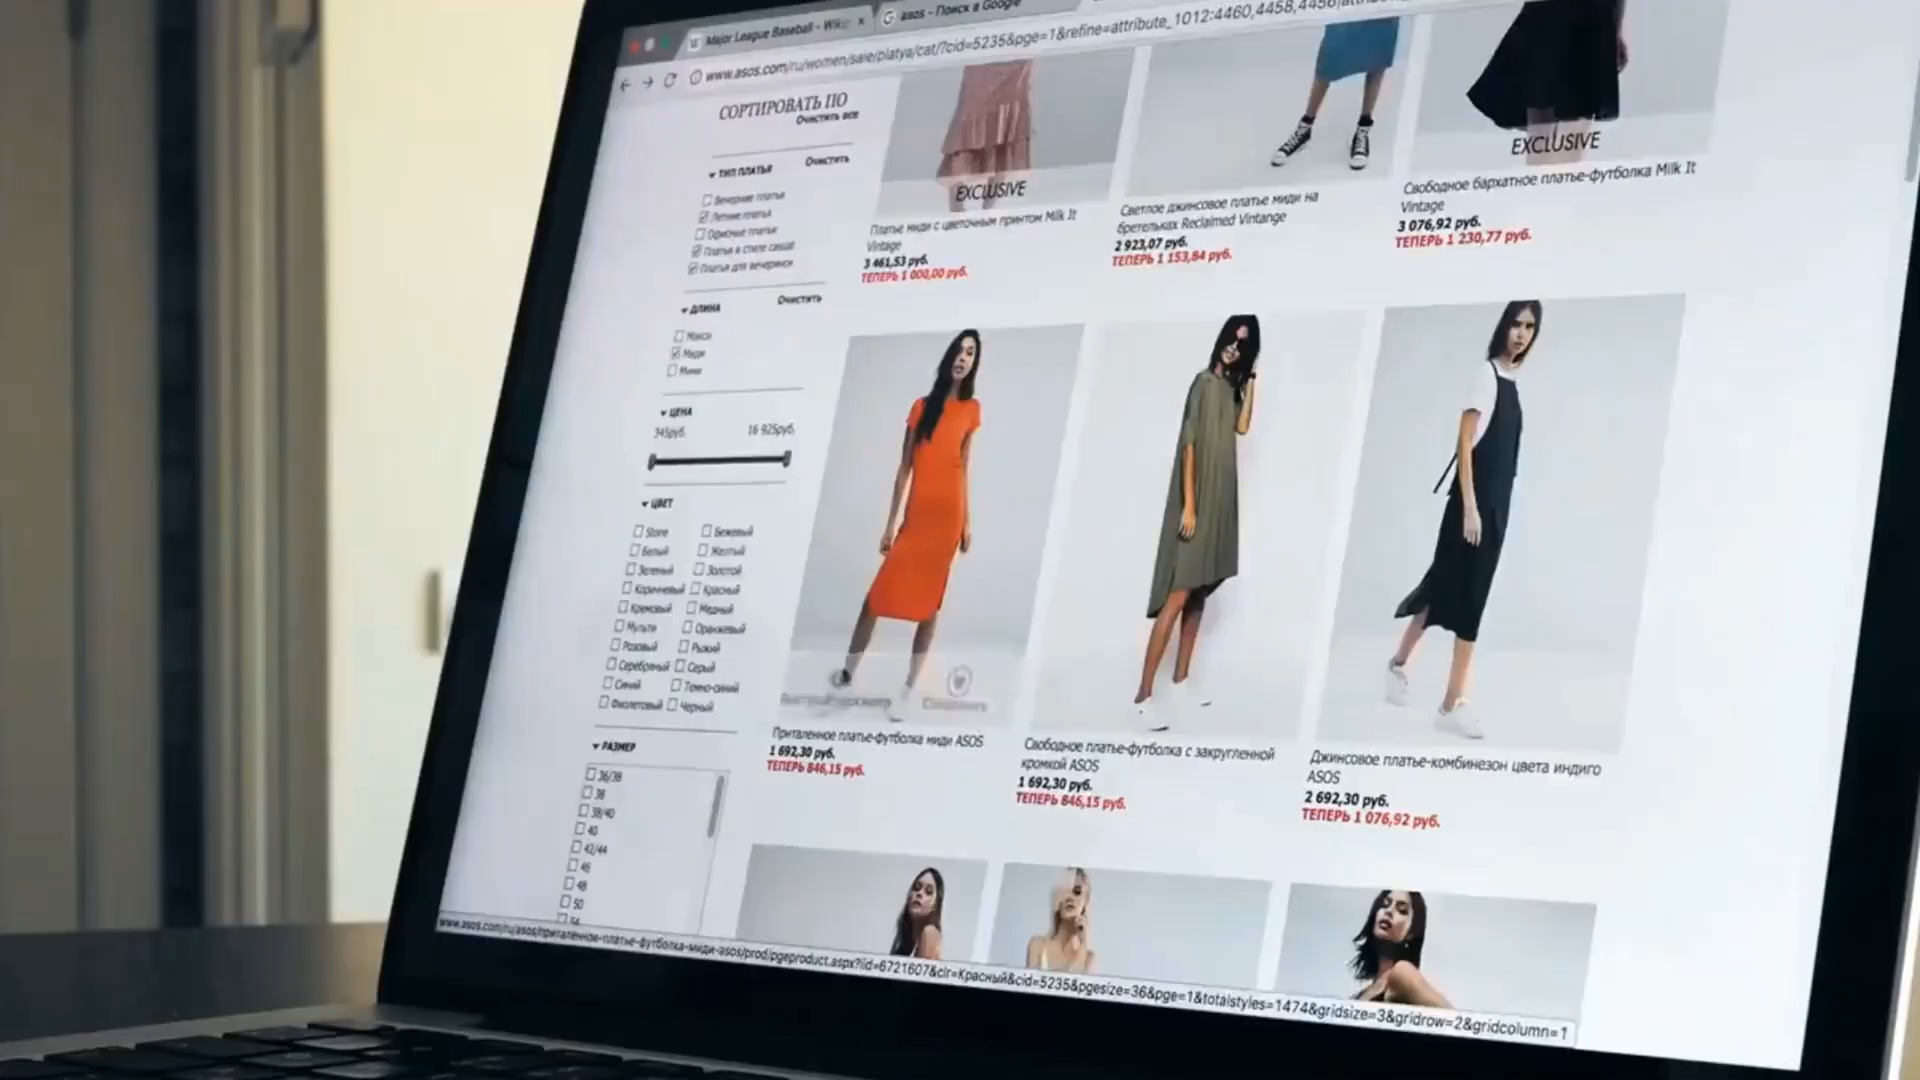 Major League Baseball - Wiki
asos - Поиск в Google
www.asos.com/ru/women/sale/platya/cat/?cid=5235&pge=1&refine=attribute_1012:4460,4458,4456|
СОРТИРОВАТЬ ПО
Очистить все
ТИП ПЛАТЬЯ
Очистить
Вечерние платья
Летние платья
Офисные платья
Платья в стиле casual
Платья для вечеринок
ДЛИНА
Очистить
Макси
Миди
Мини
ЦЕНА
345руб.
16 925руб.
ЦВЕТ
Stone
Бежевый
Белый
Желтый
Зеленый
Золотой
Коричневый
Красный
Кремовый
Медный
Мульти
Оранжевый
Розовый
Рыжий
Серебряный
Серый
Синий
Темно-синий
Фиолетовый
Черный
РАЗМЕР
36/38
38
38/40
40
42/44
46
48
50
EXCLUSIVE
Платье миди с цветочным принтом Milk It
Vintage
3 461,53 руб.
ТЕПЕРЬ 1 000,00 руб.
Светлое джинсовое платье миди на
бретельках Reclaimed Vintange
2 923,07 руб.
ТЕПЕРЬ 1 153,84 руб.
EXCLUSIVE
Свободное бархатное платье-футболка Milk It
Vintage
3 076,92 руб.
ТЕПЕРЬ 1 230,77 руб.
Приталенное платье-футболка миди ASOS
1 692,30 руб.
ТЕПЕРЬ 846,15 руб.
Свободное платье-футболка с закругленной
кромкой ASOS
1 692,30 руб.
ТЕПЕРЬ 846,15 руб.
Джинсовое платье-комбинезон цвета индиго
ASOS
2 692,30 руб.
ТЕПЕРЬ 1 076,92 руб.
www.asos.com/ru/asos/приталенное-платье-футболка-миди-asos/prod/pgeproduct.aspx?iid=6721607&clr=Красный&cid=5235&pgesize=36&pge=1&totalstyles=1474&gridsize=3&gridrow=2&gridcolumn=1